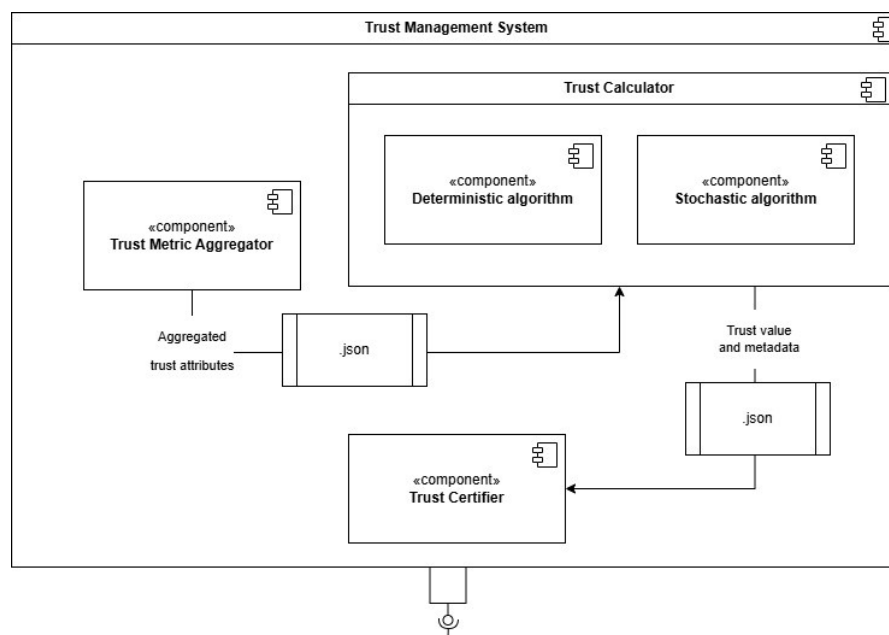 Trust Management System
Trust Calculator
«component»
Deterministic algorithm
«component»
Stochastic algorithm
«component»
Trust Metric Aggregator
Aggregated
trust attributes
.json
Trust value
and metadata
.json
«component»
Trust Certifier